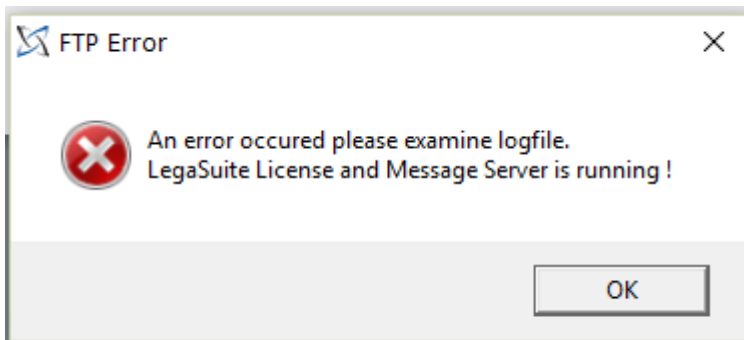 FTP Error
An error occured please examine logfile.
LegaSuite License and Message Server is running !
OK